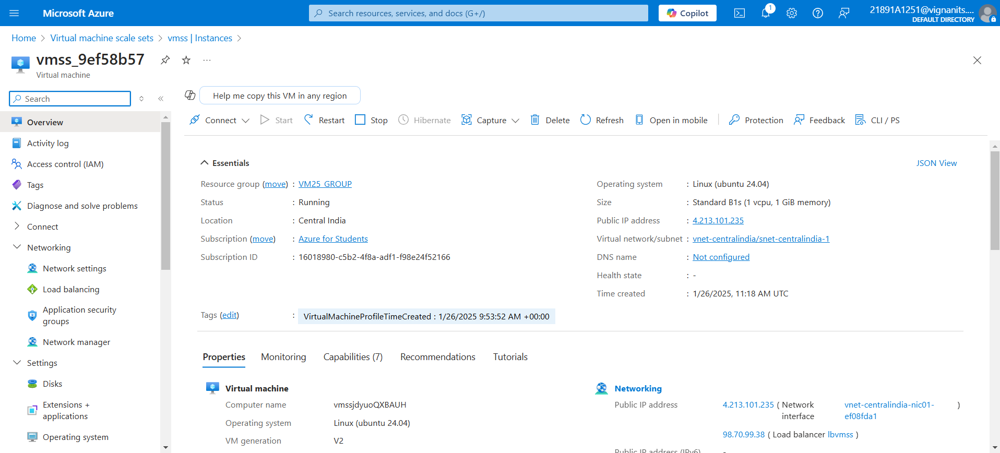 Microsoft Azure
Search resources, services, and docs (G+/)
Copilot
1
21891A1251@vignanits....
DEFAULT DIRECTORY
Home > Virtual machine scale sets > vmss | Instances >
vmss_9ef58b57
...
Virtual machine
Search
Help me copy this VM in any region
Connect
Start
Restart
Stop
Hibernate
Capture
Delete
Refresh
Open in mobile
Protection
Feedback
CLI / PS
Overview
Activity log
Access control (IAM)
Tags
Diagnose and solve problems
Connect
Networking
Network settings
Load balancing
Application security
groups
Network manager
Settings
Disks
Extensions +
applications
Operating system
Essentials
JSON View
Resource group (move) : VM25_GROUP
Status : Running
Location : Central India
Subscription (move) : Azure for Students
Subscription ID : 16018980-c5b2-4f8a-adf1-f98e24f52166
Operating system : Linux (ubuntu 24.04)
Size : Standard B1s (1 vcpu, 1 GiB memory)
Public IP address : 4.213.101.235
Virtual network/subnet : vnet-centralindia/snet-centralindia-1
DNS name : Not configured
Health state : -
Time created : 1/26/2025, 11:18 AM UTC
Tags (edit) : VirtualMachineProfileTimeCreated : 1/26/2025 9:53:52 AM +00:00
Properties
Monitoring
Capabilities (7)
Recommendations
Tutorials
Virtual machine
Computer name vmssjdyuoQXBAUH
Operating system Linux (ubuntu 24.04)
VM generation V2
Networking
Public IP address 4.213.101.235 ( Network interface vnet-centralindia-nic01-ef08fda1 )
98.70.99.38 ( Load balancer lbvmss )
Public IP address (IPv6) -